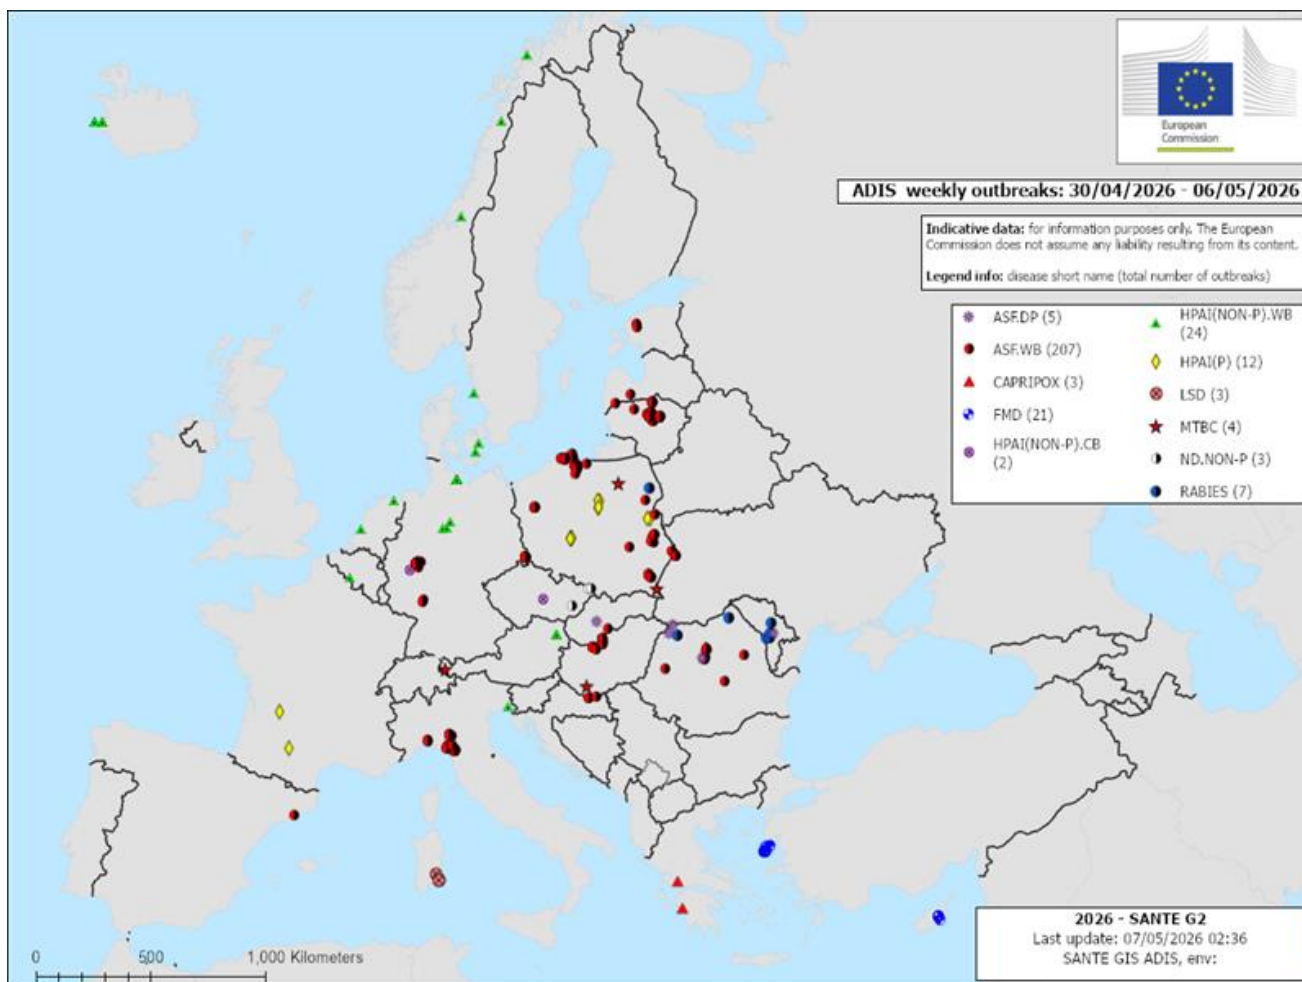 European
Commission
ADIS weekly outbreaks: 30/04/2026 - 06/05/2026
Indicative data: for information purposes only. The European
Commission does not assume any liability resulting from its content.
Legend info: disease short name (total number of outbreaks)
ASF.DP (5)
ASF.WB (207)
CAPRIPOX (3)
FMD (21)
HPAI(NON-P).CB
(2)
HPAI(NON-P).WB
(24)
HPAI(P) (12)
LSD (3)
MTBC (4)
ND.NON-P (3)
RABIES (7)
2026 - SANTE G2
Last update: 07/05/2026 02:36
SANTE GIS ADIS, env:
0 500 1,000 Kilometers